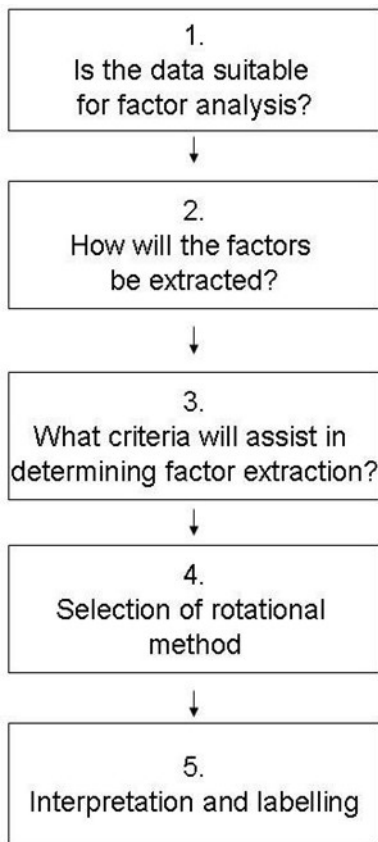 1.
Is the data suitable
for factor analysis?
2.
How will the factors
be extracted?
3.
What criteria will assist in
determining factor extraction?
4.
Selection of rotational
method
5.
Interpretation and labelling